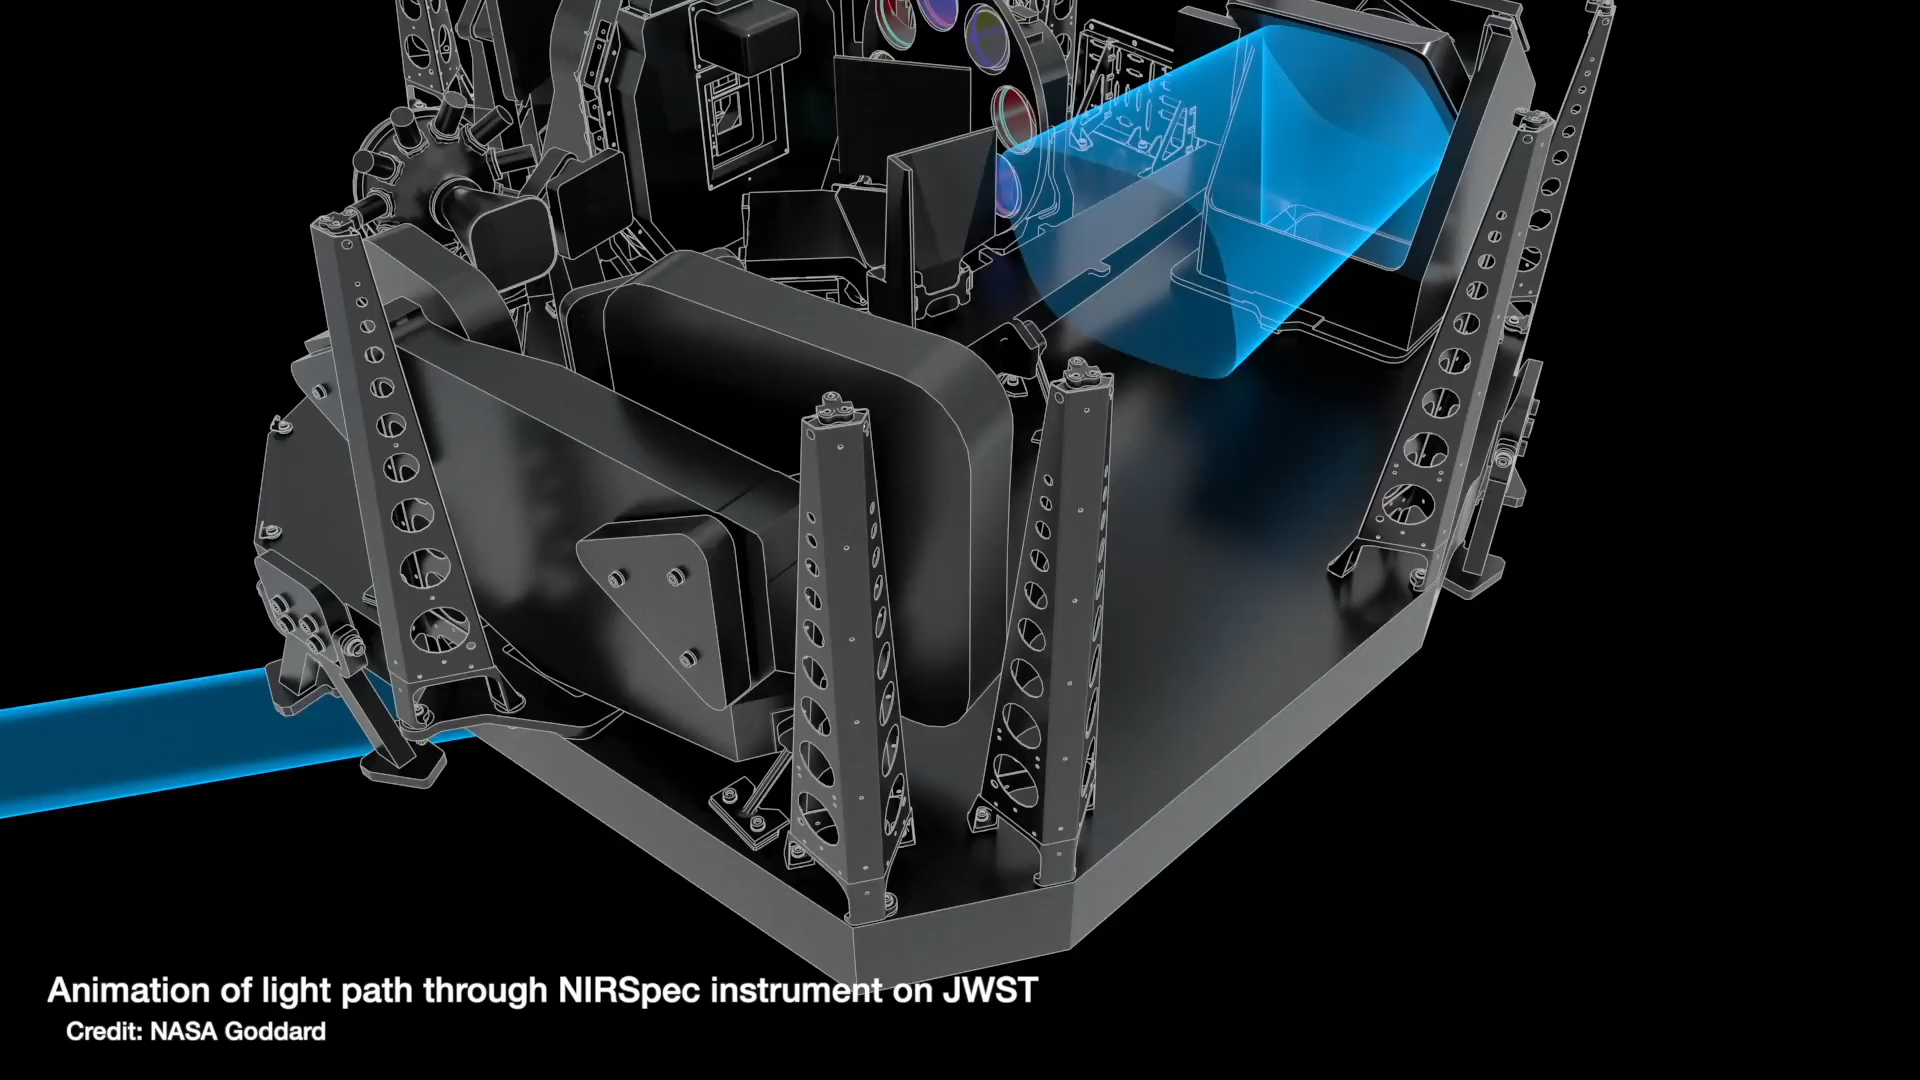 Animation of light path through NIRSpec instrument on JWST
Credit: NASA Goddard